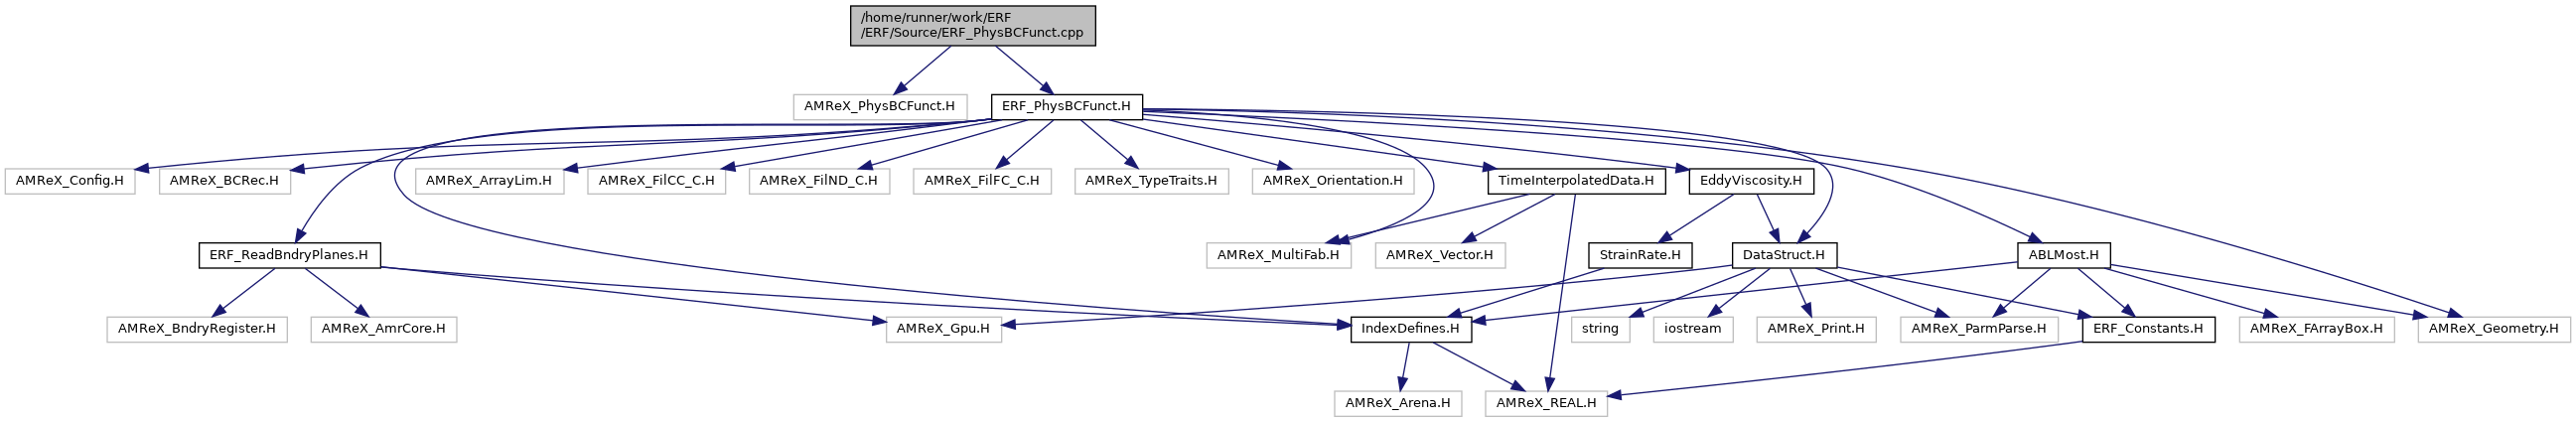 /home/runner/work/ERF
/ERF/Source/ERF_PhysBCFunct.cpp
AMReX_PhysBCFunct.H
ERF_PhysBCFunct.H
AMReX_Config.H
AMReX_BCRec.H
AMReX_ArrayLim.H
AMReX_FilCC_C.H
AMReX_FilND_C.H
AMReX_FilFC_C.H
AMReX_TypeTraits.H
AMReX_Orientation.H
TimeInterpolatedData.H
EddyViscosity.H
ERF_ReadBndryPlanes.H
AMReX_MultiFab.H
AMReX_Vector.H
StrainRate.H
DataStruct.H
ABLMost.H
AMReX_BndryRegister.H
AMReX_AmrCore.H
AMReX_Gpu.H
IndexDefines.H
string
iostream
AMReX_Print.H
AMReX_ParmParse.H
ERF_Constants.H
AMReX_FArrayBox.H
AMReX_Geometry.H
AMReX_Arena.H
AMReX_REAL.H